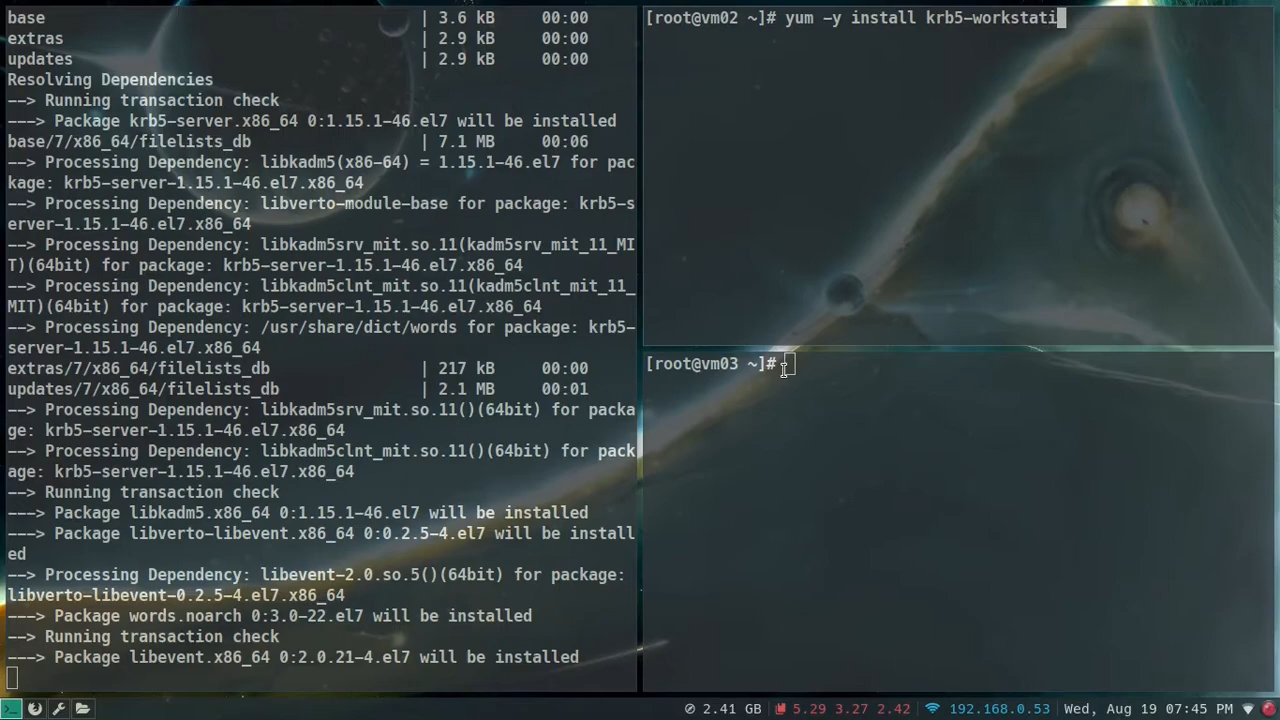 base                                       | 3.6 kB     00:00
extras                                     | 2.9 kB     00:00
updates                                    | 2.9 kB     00:00
Resolving Dependencies
--> Running transaction check
---> Package krb5-server.x86_64 0:1.15.1-46.el7 will be installed
base/7/x86_64/filelists_db                 | 7.1 MB     00:06
--> Processing Dependency: libkadm5(x86-64) = 1.15.1-46.el7 for pac
kage: krb5-server-1.15.1-46.el7.x86_64
--> Processing Dependency: libverto-module-base for package: krb5-s
erver-1.15.1-46.el7.x86_64
--> Processing Dependency: libkadm5srv_mit.so.11(kadm5srv_mit_11_MI
T)(64bit) for package: krb5-server-1.15.1-46.el7.x86_64
--> Processing Dependency: libkadm5clnt_mit.so.11(kadm5clnt_mit_11_
MIT)(64bit) for package: krb5-server-1.15.1-46.el7.x86_64
--> Processing Dependency: /usr/share/dict/words for package: krb5-
server-1.15.1-46.el7.x86_64
extras/7/x86_64/filelists_db               | 217 kB     00:00
updates/7/x86_64/filelists_db              | 2.1 MB     00:01
--> Processing Dependency: libkadm5srv_mit.so.11()(64bit) for packa
ge: krb5-server-1.15.1-46.el7.x86_64
--> Processing Dependency: libkadm5clnt_mit.so.11()(64bit) for pack
age: krb5-server-1.15.1-46.el7.x86_64
--> Running transaction check
---> Package libkadm5.x86_64 0:1.15.1-46.el7 will be installed
---> Package libverto-libevent.x86_64 0:0.2.5-4.el7 will be install
ed
--> Processing Dependency: libevent-2.0.so.5()(64bit) for package:
libverto-libevent-0.2.5-4.el7.x86_64
---> Package words.noarch 0:3.0-22.el7 will be installed
--> Running transaction check
---> Package libevent.x86_64 0:2.0.21-4.el7 will be installed
[root@vm02 ~]# yum -y install krb5-workstati
[root@vm03 ~]#
2.41 GB 5.29 3.27 2.42 192.168.0.53 Wed, Aug 19 07:45 PM